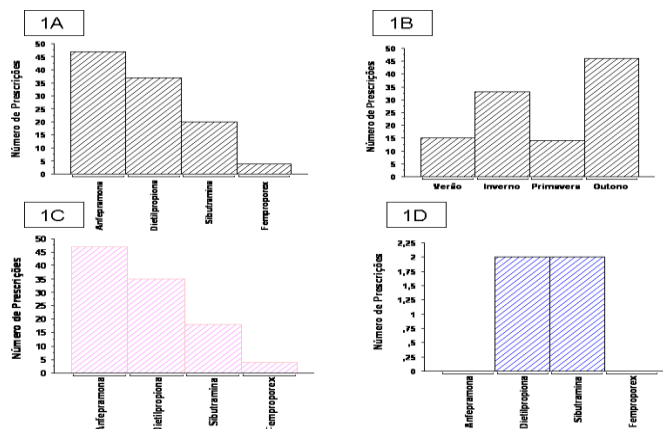 1A
Número de Prescrições
50
45
40
35
30
25
20
15
10
5
0
Anfepramona
Dietilpropiona
Sibutramina
Femproporex
1B
Número de Prescrições
50
45
40
35
30
25
20
15
10
5
0
Verão
Inverno
Primavera
Outono
1C
Número de Prescrições
50
45
40
35
30
25
20
15
10
5
0
Anfepramona
Dietilpropiona
Sibutramina
Femproporex
1D
Número de Prescrições
2,25
2
1,75
1,5
1,25
1
,75
,5
,25
0
Anfepramona
Dietilpropiona
Sibutramina
Femproporex